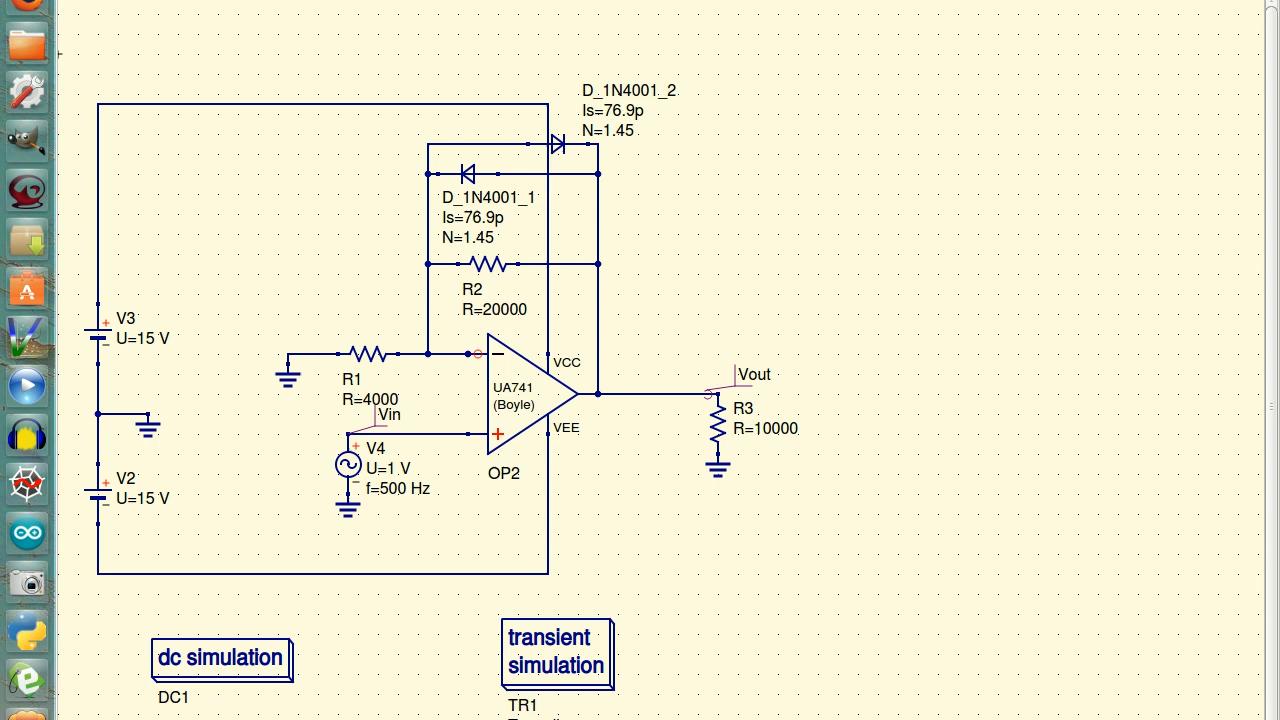 D_1N4001_2
Is=76.9p
N=1.45
D_1N4001_1
Is=76.9p
N=1.45
R2
R=20000
V3
U=15 V
VCC
R1
R=4000
UA741
(Boyle)
Vout
R3
R=10000
Vin
VEE
V4
U=1 V
f=500 Hz
OP2
V2
U=15 V
dc simulation
DC1
transient
simulation
TR1